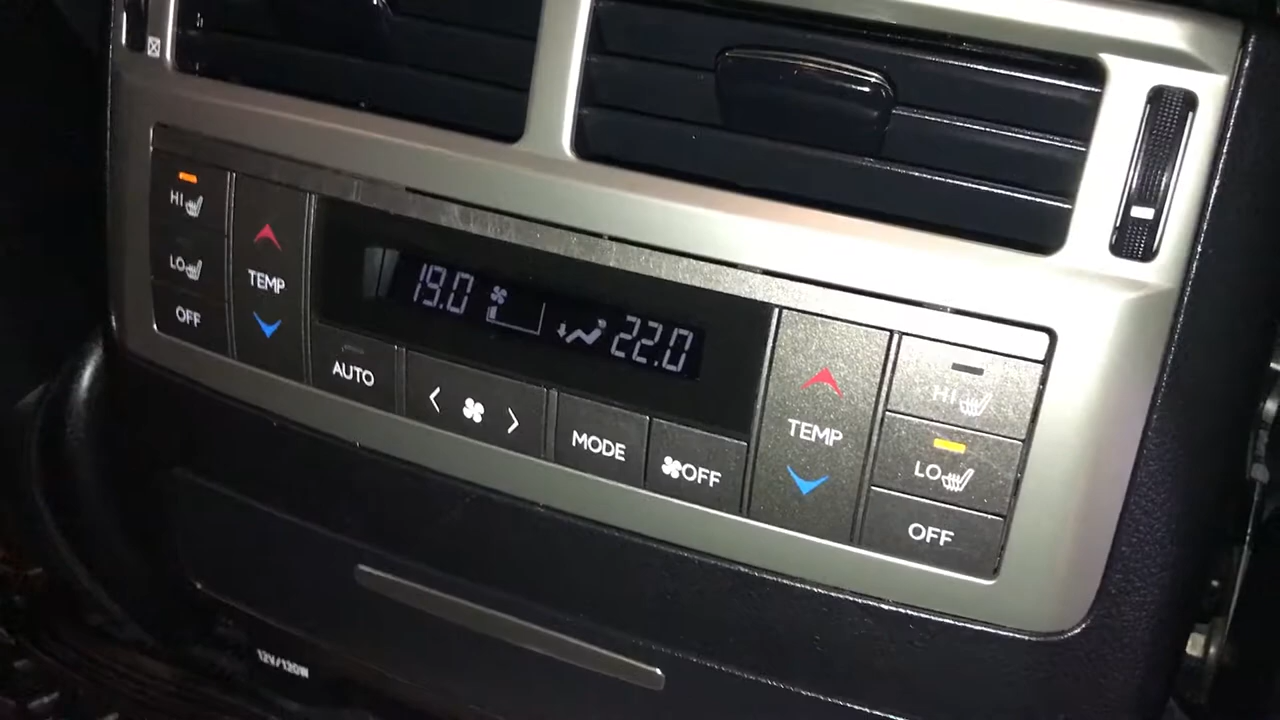 HI
LO
OFF
TEMP
19.0
22.0
AUTO
< >
MODE
OFF
TEMP
HI
LO
OFF
12V/120W